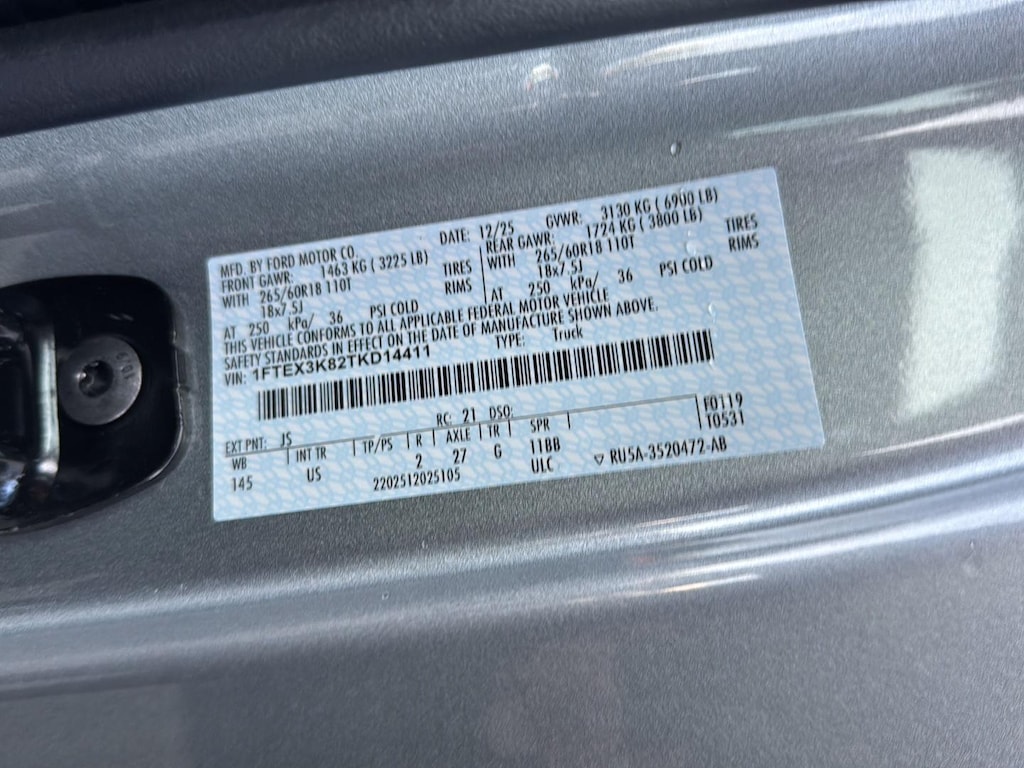 MFD. BY FORD MOTOR CO.
DATE: 12/25
GVWR: 3130 KG ( 6900 LB)
FRONT GAWR: 1463 KG ( 3225 LB)
REAR GAWR: 1724 KG ( 3800 LB)
WITH 265/60R18 110T TIRES
WITH 265/60R18 110T TIRES
18x7.5J RIMS
18x7.5J RIMS
AT 250 kPa/ 36 PSI COLD
AT 250 kPa/ 36 PSI COLD
VEHICLE CONFORMS TO ALL APPLICABLE FEDERAL MOTOR VEHICLE
SAFETY STANDARDS IN EFFECT ON THE DATE OF MANUFACTURE SHOWN ABOVE.
VIN: 1FTEX3K82TKD14411
TYPE: Truck
F0119
T0531
EXT PNT: JS RC: 21 DSO:
WB INT TR TP/PS R AXLE TR SPR
145 US 2 27 G 11BB
2202512025105 ULC ▽ RU5A-3520472-AB